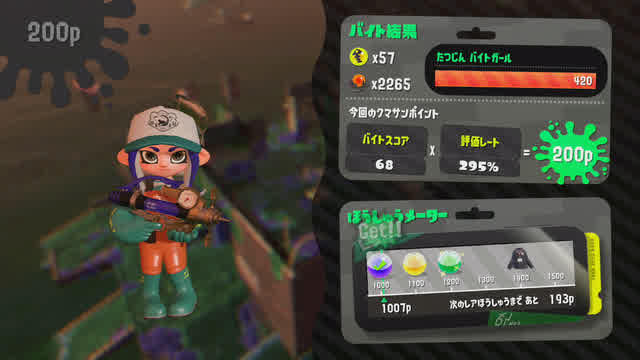 200p
バイト結果
x57
x2265
たつじん バイトガール
420
今回のクマサンポイント
バイトスコア
68
x
評価レート
295%
=
200p
ほうしゅうメーター
Get!!
1000 1100 1200 1300 1400 1500
1007p
次のレアほうしゅうまで あと 193p